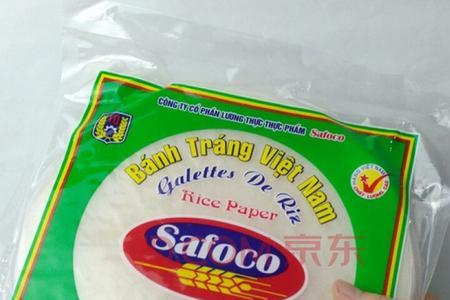 CÔNG TY CỔ PHẦN LƯƠNG THỰC THỰC PHẨM Safoco
Bánh Tráng Việt Nam
Galettes De Riz
Rice Paper
Safoco
京东